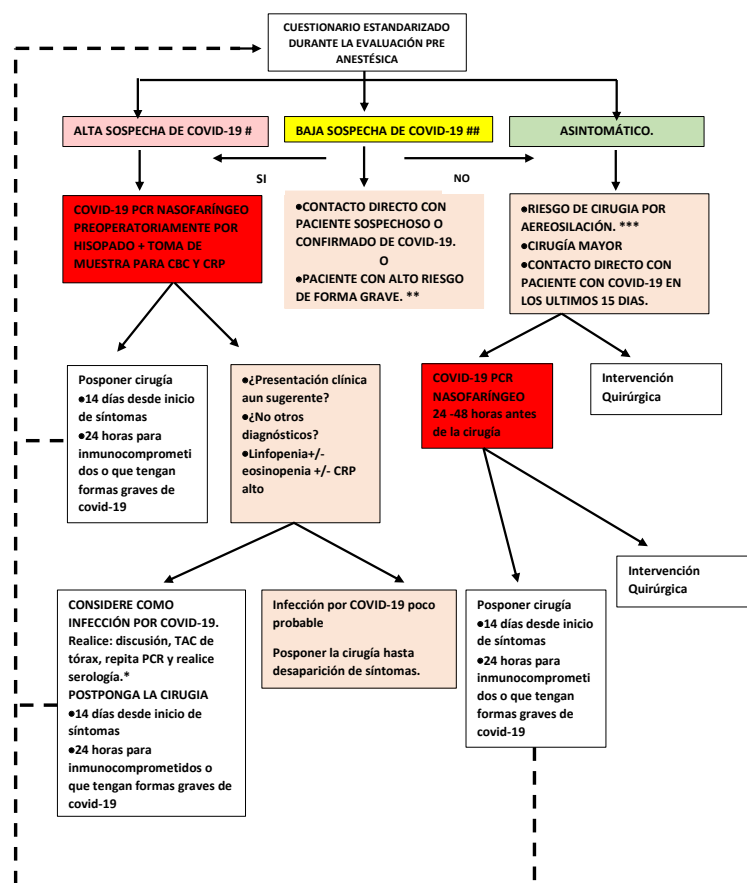 CUESTIONARIO ESTANDARIZADO
DURANTE LA EVALUACIÓN PRE
ANESTÉSICA
ALTA SOSPECHA DE COVID-19 #
BAJA SOSPECHA DE COVID-19 ##
ASINTOMÁTICO.
SI
NO
COVID-19 PCR NASOFARÍNGEO
PREOPERATORIAMENTE POR
HISOPADO + TOMA DE
MUESTRA PARA CBC Y CRP
●CONTACTO DIRECTO CON
PACIENTE SOSPECHOSO O
CONFIRMADO DE COVID-19.
O
●PACIENTE CON ALTO RIESGO
DE FORMA GRAVE. **
●RIESGO DE CIRUGIA POR
AEREOSILACIÓN. ***
●CIRUGÍA MAYOR
●CONTACTO DIRECTO CON
PACIENTE CON COVID-19 EN
LOS ULTIMOS 15 DIAS.
Posponer cirugía
●14 días desde inicio
de síntomas
●24 horas para
inmunocomprometi
dos o que tengan
formas graves de
covid-19
●¿Presentación clínica
aun sugerente?
●¿No otros
diagnósticos?
●Linfopenia+/-
eosinopenia +/- CRP
alto
COVID-19 PCR
NASOFARÍNGEO
24 -48 horas antes
de la cirugía
Intervención
Quirúrgica
CONSIDERE COMO
INFECCIÓN POR COVID-19.
Realice: discusión, TAC de
tórax, repita PCR y realice
serología.*
POSTPONGA LA CIRUGIA
●14 días desde inicio de
síntomas
●24 horas para
inmunocomprometidos o
que tengan formas graves de
covid-19
Infección por COVID-19 poco
probable
Posponer la cirugía hasta
desaparición de síntomas.
Posponer cirugía
●14 días desde inicio
de síntomas
●24 horas para
inmunocomprometi
dos o que tengan
formas graves de
covid-19
Intervención
Quirúrgica